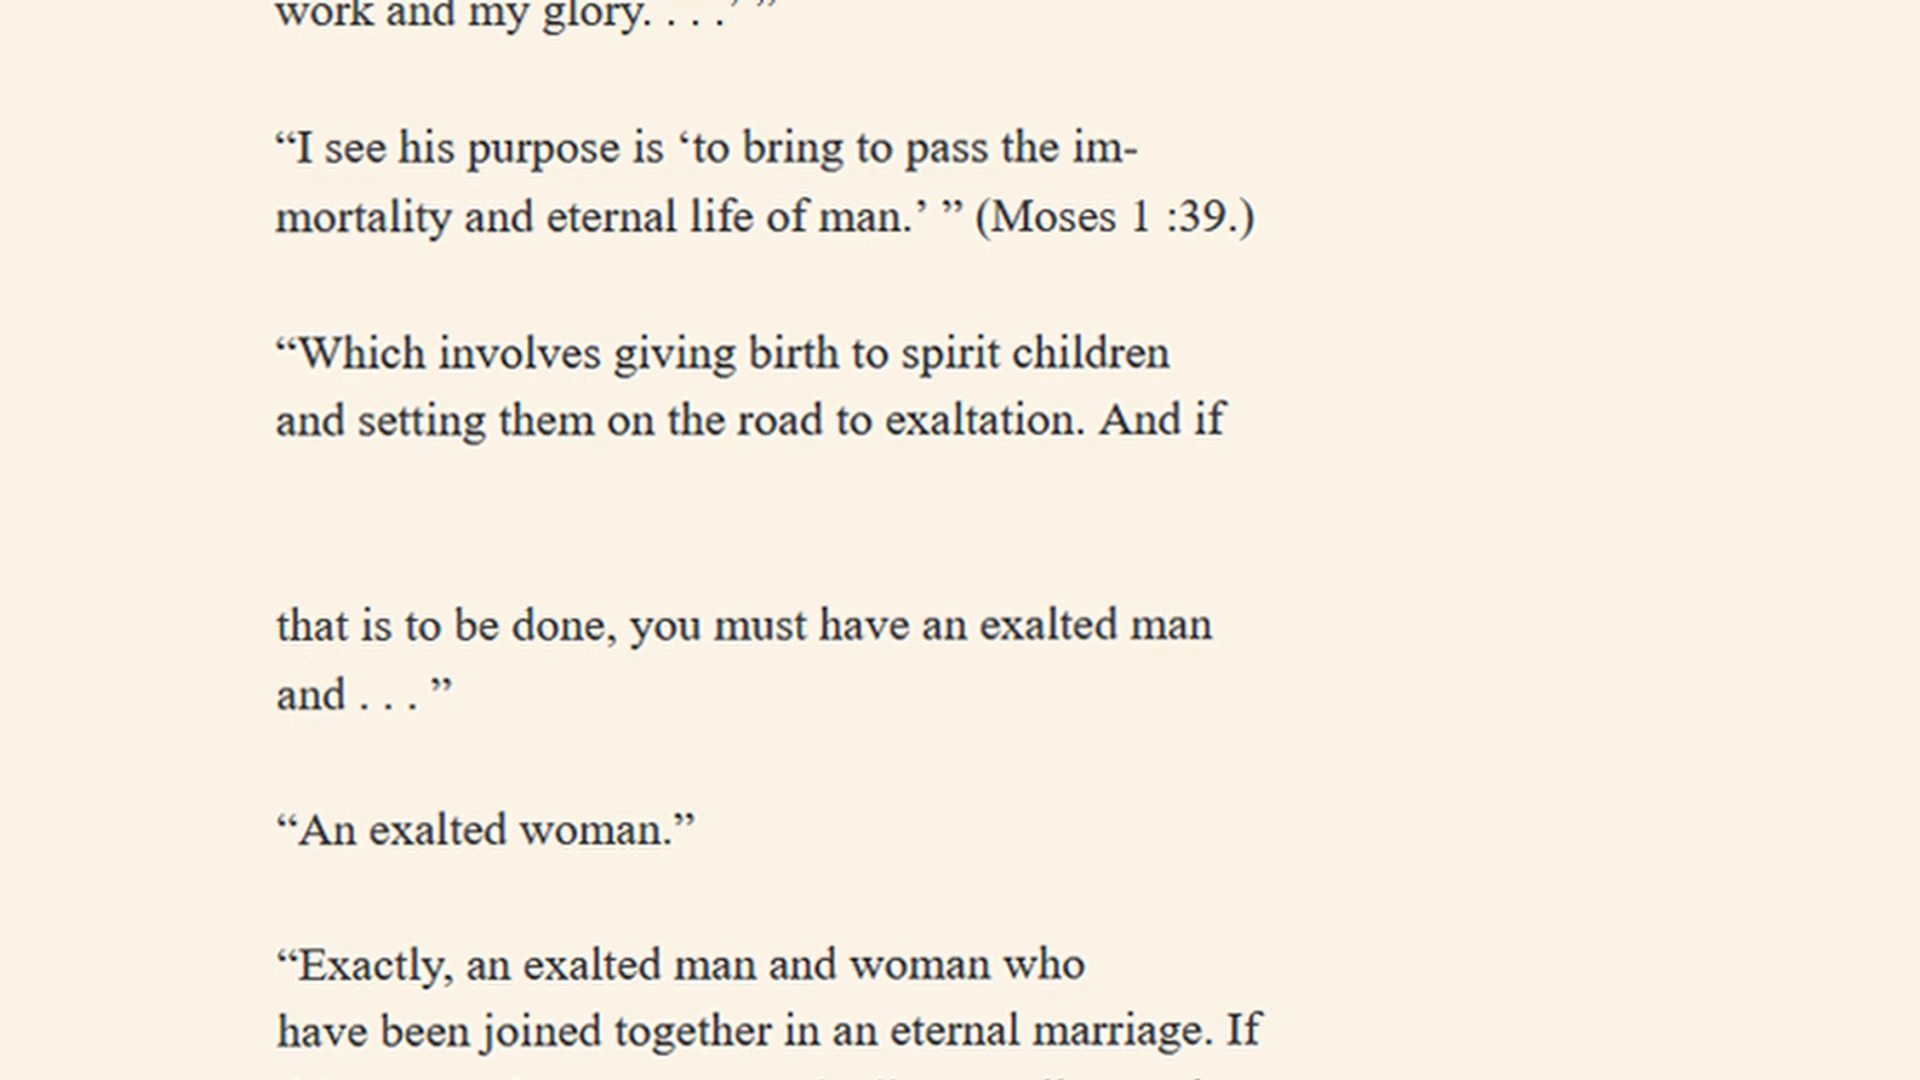 work and my glory. . . .’ ”
“I see his purpose is ‘to bring to pass the im-
mortality and eternal life of man.’ ” (Moses 1 :39.)
“Which involves giving birth to spirit children
and setting them on the road to exaltation. And if
that is to be done, you must have an exalted man
and . . . ”
“An exalted woman.”
“Exactly, an exalted man and woman who
have been joined together in an eternal marriage. If